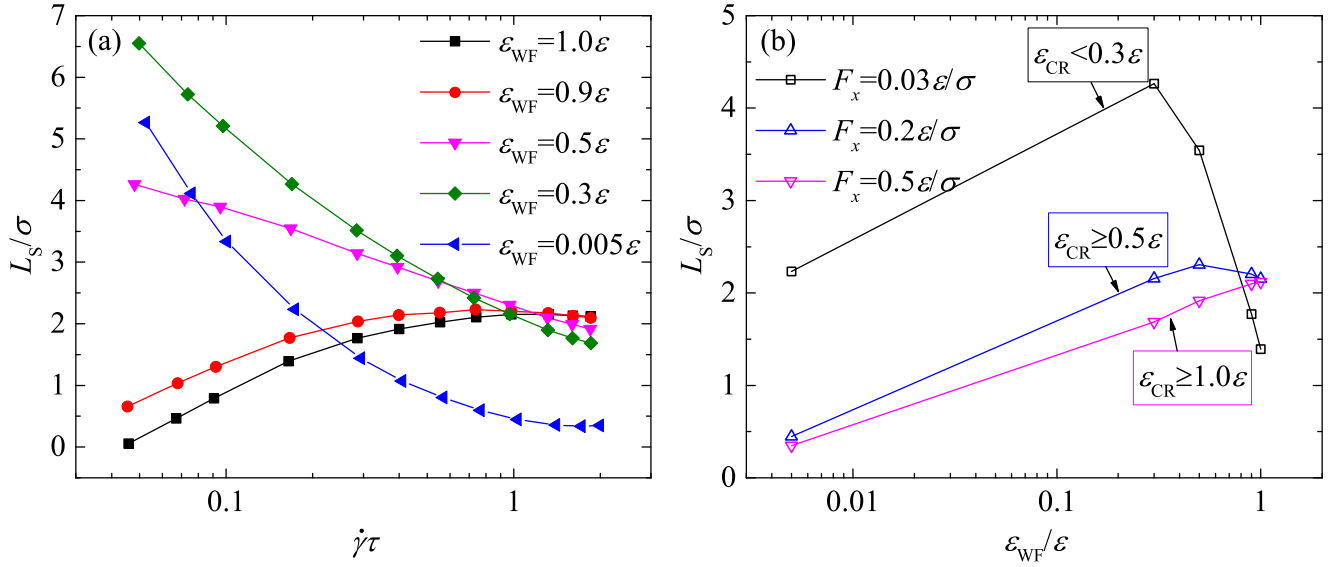 (a)
ε_WF=1.0ε
ε_WF=0.9ε
ε_WF=0.5ε
ε_WF=0.3ε
ε_WF=0.005ε
L_S/σ
7
6
5
4
3
2
1
0
0.1
1
γ̇τ
(b)
F_x=0.03ε/σ
F_x=0.2ε/σ
F_x=0.5ε/σ
ε_CR<0.3ε
ε_CR≥0.5ε
ε_CR≥1.0ε
L_S/σ
5
4
3
2
1
0
0.01
0.1
1
ε_WF/ε